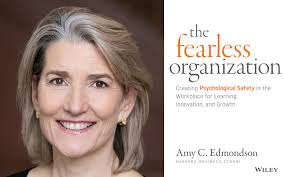 the
fearless
organization
Creating Psychological Safety in the
Workplace for Learning,
Innovation, and Growth
Amy C. Edmondson
HARVARD BUSINESS SCHOOL
WILEY